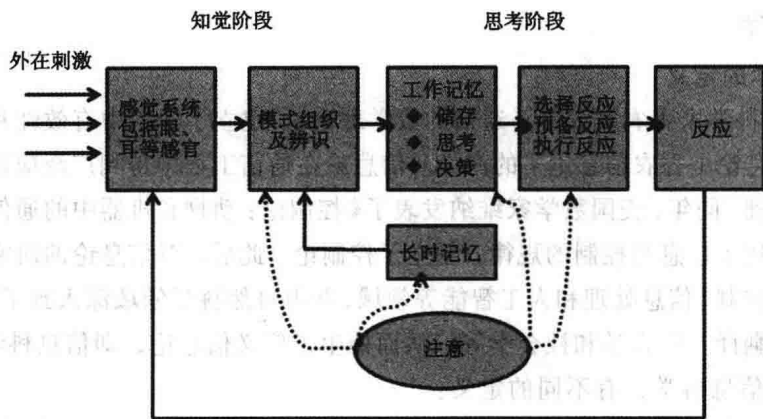 知觉阶段
思考阶段
外在刺激
感觉系统
包括眼、
耳等感官
模式组织
及辨识
工作记忆
◆ 储存
◆ 思考
◆ 决策
选择反应
预备反应
执行反应
反应
长时记忆
注意